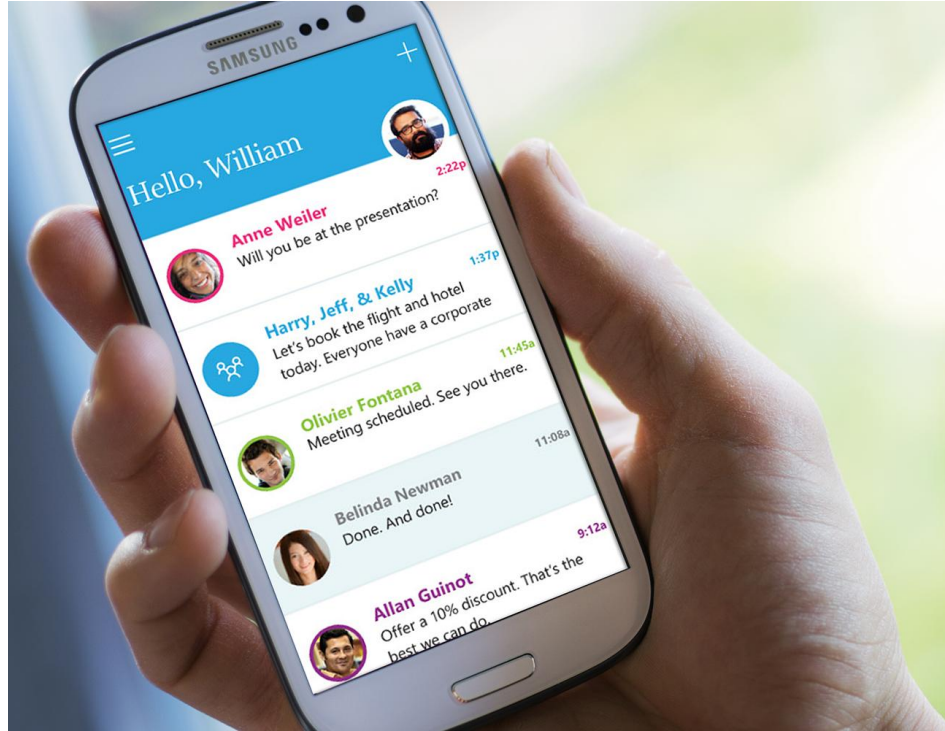 SAMSUNG
Hello, William
2:22p
Anne Weiler
Will you be at the presentation?
1:37p
Harry, Jeff, & Kelly
Let's book the flight and hotel
today. Everyone have a corporate
11:45a
Olivier Fontana
Meeting scheduled. See you there.
11:08a
Belinda Newman
Done. And done!
9:12a
Allan Guinot
Offer a 10% discount. That's the
best we can do.